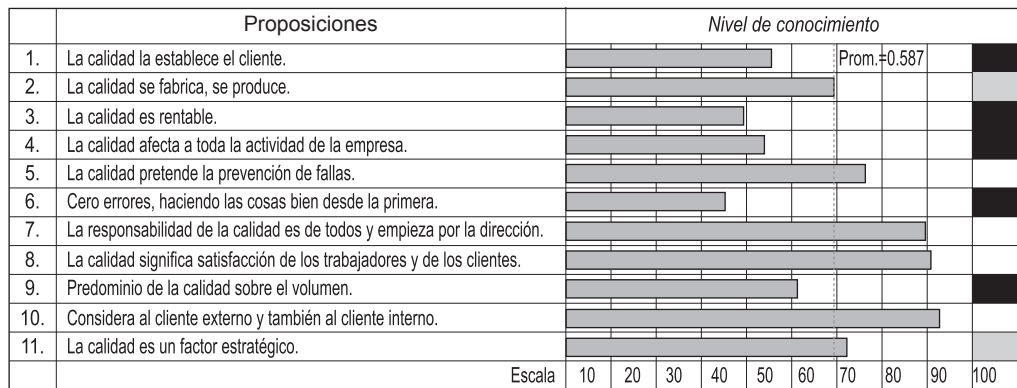 Proposiciones Nivel de conocimiento
1. La calidad la establece el cliente. Prom.=0.587
2. La calidad se fabrica, se produce.
3. La calidad es rentable.
4. La calidad afecta a toda la actividad de la empresa.
5. La calidad pretende la prevención de fallas.
6. Cero errores, haciendo las cosas bien desde la primera.
7. La responsabilidad de la calidad es de todos y empieza por la dirección.
8. La calidad significa satisfacción de los trabajadores y de los clientes.
9. Predominio de la calidad sobre el volumen.
10. Considera al cliente externo y también al cliente interno.
11. La calidad es un factor estratégico.
Escala 10 20 30 40 50 60 70 80 90 100